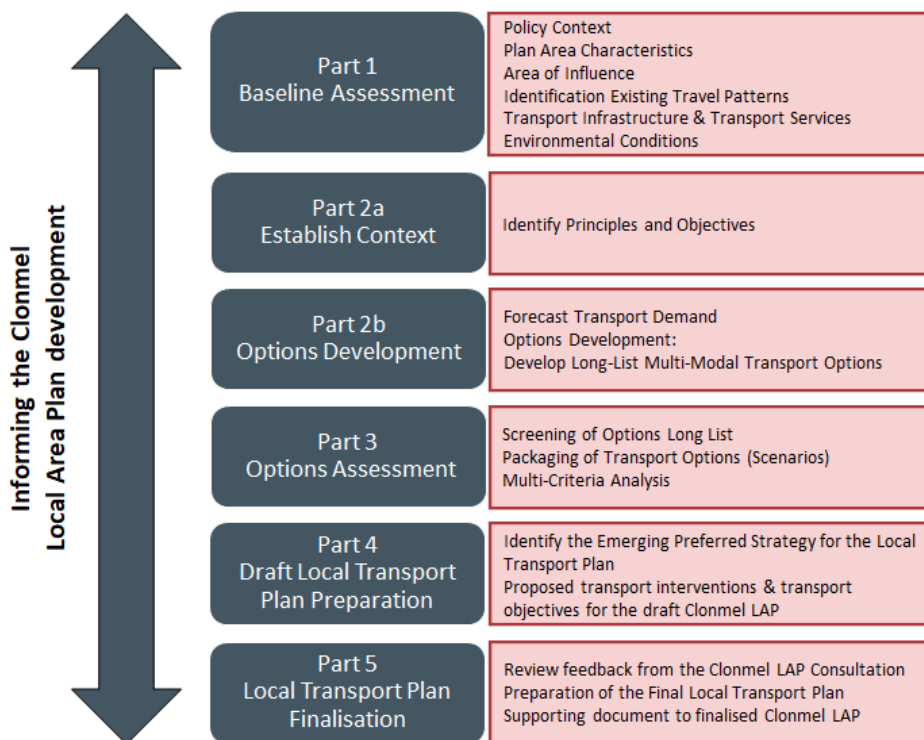 Informing the Clonmel
Local Area Plan development
Part 1
Baseline Assessment
Policy Context
Plan Area Characteristics
Area of Influence
Identification Existing Travel Patterns
Transport Infrastructure & Transport Services
Environmental Conditions
Part 2a
Establish Context
Identify Principles and Objectives
Part 2b
Options Development
Forecast Transport Demand
Options Development:
Develop Long-List Multi-Modal Transport Options
Part 3
Options Assessment
Screening of Options Long List
Packaging of Transport Options (Scenarios)
Multi-Criteria Analysis
Part 4
Draft Local Transport
Plan Preparation
Identify the Emerging Preferred Strategy for the Local
Transport Plan
Proposed transport interventions & transport
objectives for the draft Clonmel LAP
Part 5
Local Transport Plan
Finalisation
Review feedback from the Clonmel LAP Consultation
Preparation of the Final Local Transport Plan
Supporting document to finalised Clonmel LAP